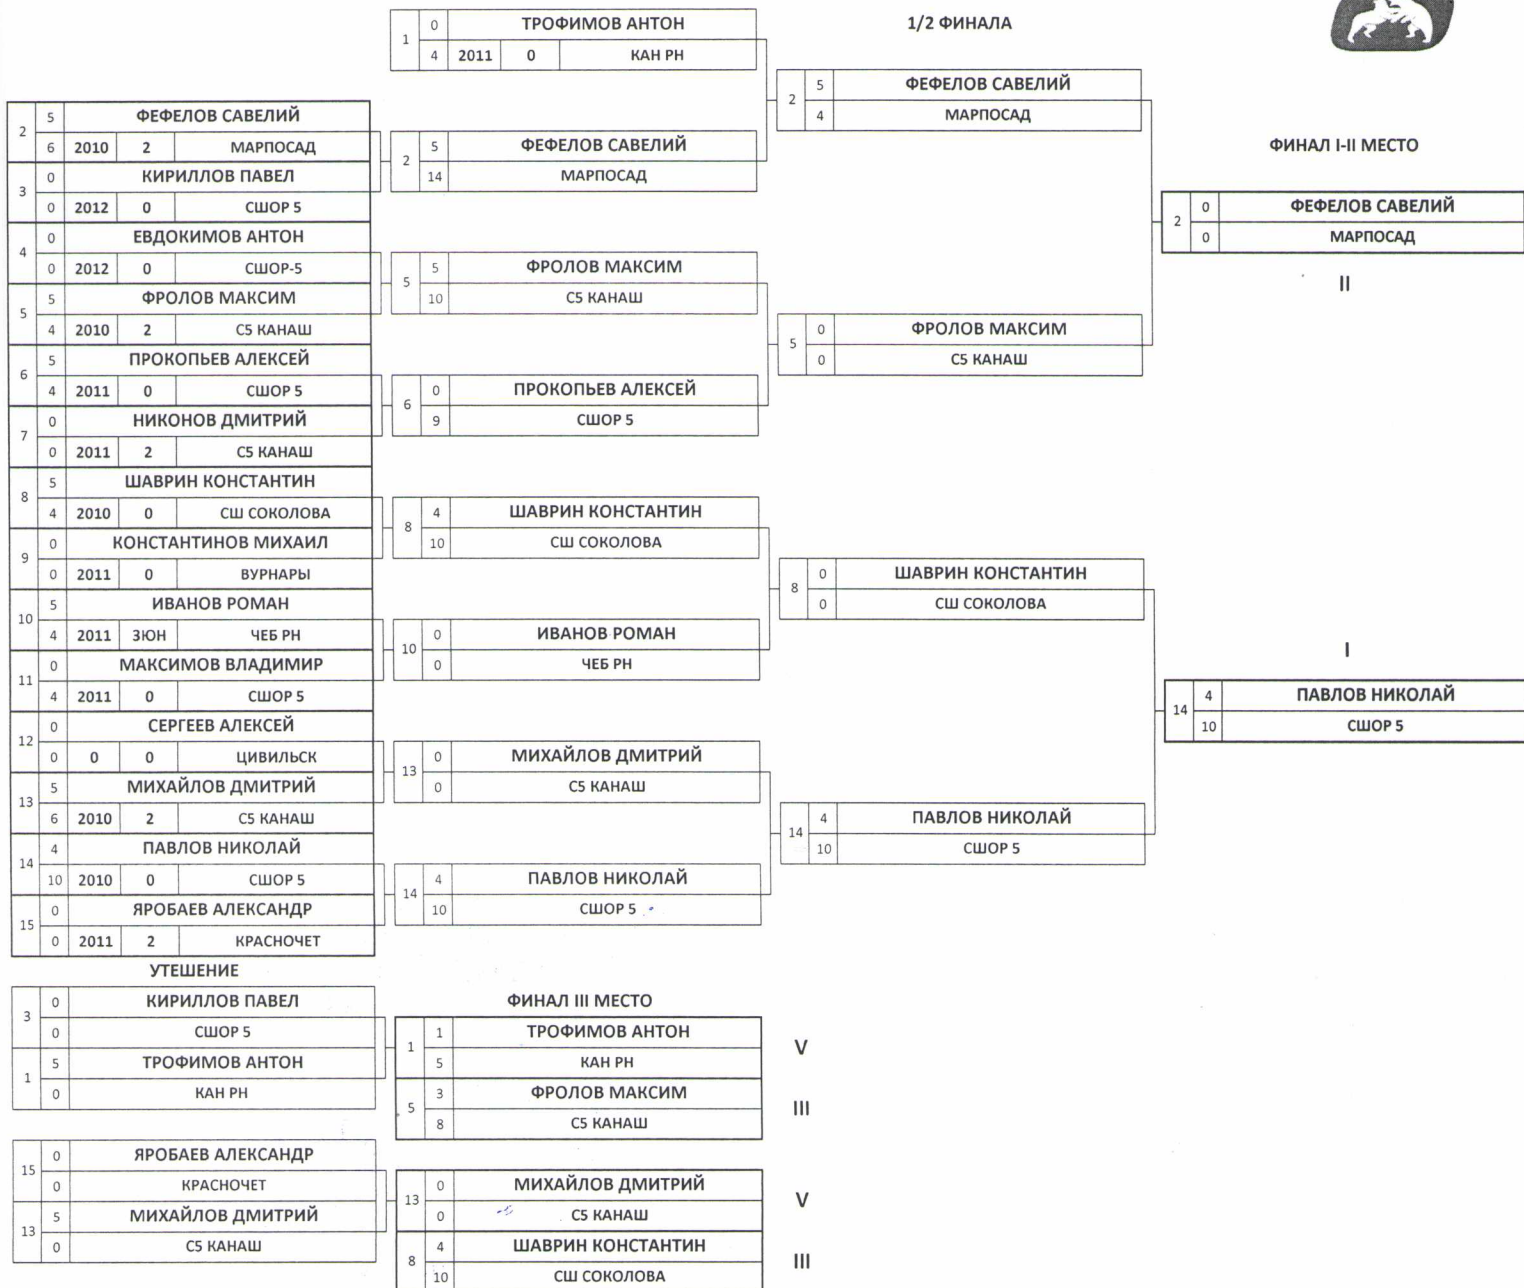 1 0 ТРОФИМОВ АНТОН
4 2011 0 КАН РН
1/2 ФИНАЛА
2 5 ФЕФЕЛОВ САВЕЛИЙ
4 МАРПОСАД
2 5 ФЕФЕЛОВ САВЕЛИЙ
6 2010 2 МАРПОСАД
3 0 КИРИЛЛОВ ПАВЕЛ
0 2012 0 СШОР 5
4 0 ЕВДОКИМОВ АНТОН
0 2012 0 СШОР-5
5 5 ФРОЛОВ МАКСИМ
4 2010 2 С5 КАНАШ
6 5 ПРОКОПЬЕВ АЛЕКСЕЙ
4 2011 0 СШОР 5
7 0 НИКОНОВ ДМИТРИЙ
0 2011 2 С5 КАНАШ
8 5 ШАВРИН КОНСТАНТИН
4 2010 0 СШ СОКОЛОВА
9 0 КОНСТАНТИНОВ МИХАИЛ
0 2011 0 ВУРНАРЫ
10 5 ИВАНОВ РОМАН
4 2011 3ЮН ЧЕБ РН
11 0 МАКСИМОВ ВЛАДИМИР
4 2011 0 СШОР 5
12 0 СЕРГЕЕВ АЛЕКСЕЙ
0 0 0 ЦИВИЛЬСК
13 5 МИХАЙЛОВ ДМИТРИЙ
6 2010 2 С5 КАНАШ
14 4 ПАВЛОВ НИКОЛАЙ
10 2010 0 СШОР 5
15 0 ЯРОБАЕВ АЛЕКСАНДР
0 2011 2 КРАСНОЧЕТ
2 5 ФЕФЕЛОВ САВЕЛИЙ
14 МАРПОСАД
5 5 ФРОЛОВ МАКСИМ
10 С5 КАНАШ
6 0 ПРОКОПЬЕВ АЛЕКСЕЙ
9 СШОР 5
8 4 ШАВРИН КОНСТАНТИН
10 СШ СОКОЛОВА
10 0 ИВАНОВ РОМАН
0 ЧЕБ РН
13 0 МИХАЙЛОВ ДМИТРИЙ
0 С5 КАНАШ
14 4 ПАВЛОВ НИКОЛАЙ
10 СШОР 5
5 0 ФРОЛОВ МАКСИМ
0 С5 КАНАШ
8 0 ШАВРИН КОНСТАНТИН
0 СШ СОКОЛОВА
14 4 ПАВЛОВ НИКОЛАЙ
10 СШОР 5
ФИНАЛ I-II МЕСТО
2 0 ФЕФЕЛОВ САВЕЛИЙ
0 МАРПОСАД
II
I
14 4 ПАВЛОВ НИКОЛАЙ
10 СШОР 5
УТЕШЕНИЕ
3 0 КИРИЛЛОВ ПАВЕЛ
0 СШОР 5
1 5 ТРОФИМОВ АНТОН
0 КАН РН
15 0 ЯРОБАЕВ АЛЕКСАНДР
0 КРАСНОЧЕТ
13 5 МИХАЙЛОВ ДМИТРИЙ
0 С5 КАНАШ
ФИНАЛ III МЕСТО
1 1 ТРОФИМОВ АНТОН
5 КАН РН
V
5 3 ФРОЛОВ МАКСИМ
8 С5 КАНАШ
III
13 0 МИХАЙЛОВ ДМИТРИЙ
0 С5 КАНАШ
V
8 4 ШАВРИН КОНСТАНТИН
10 СШ СОКОЛОВА
III